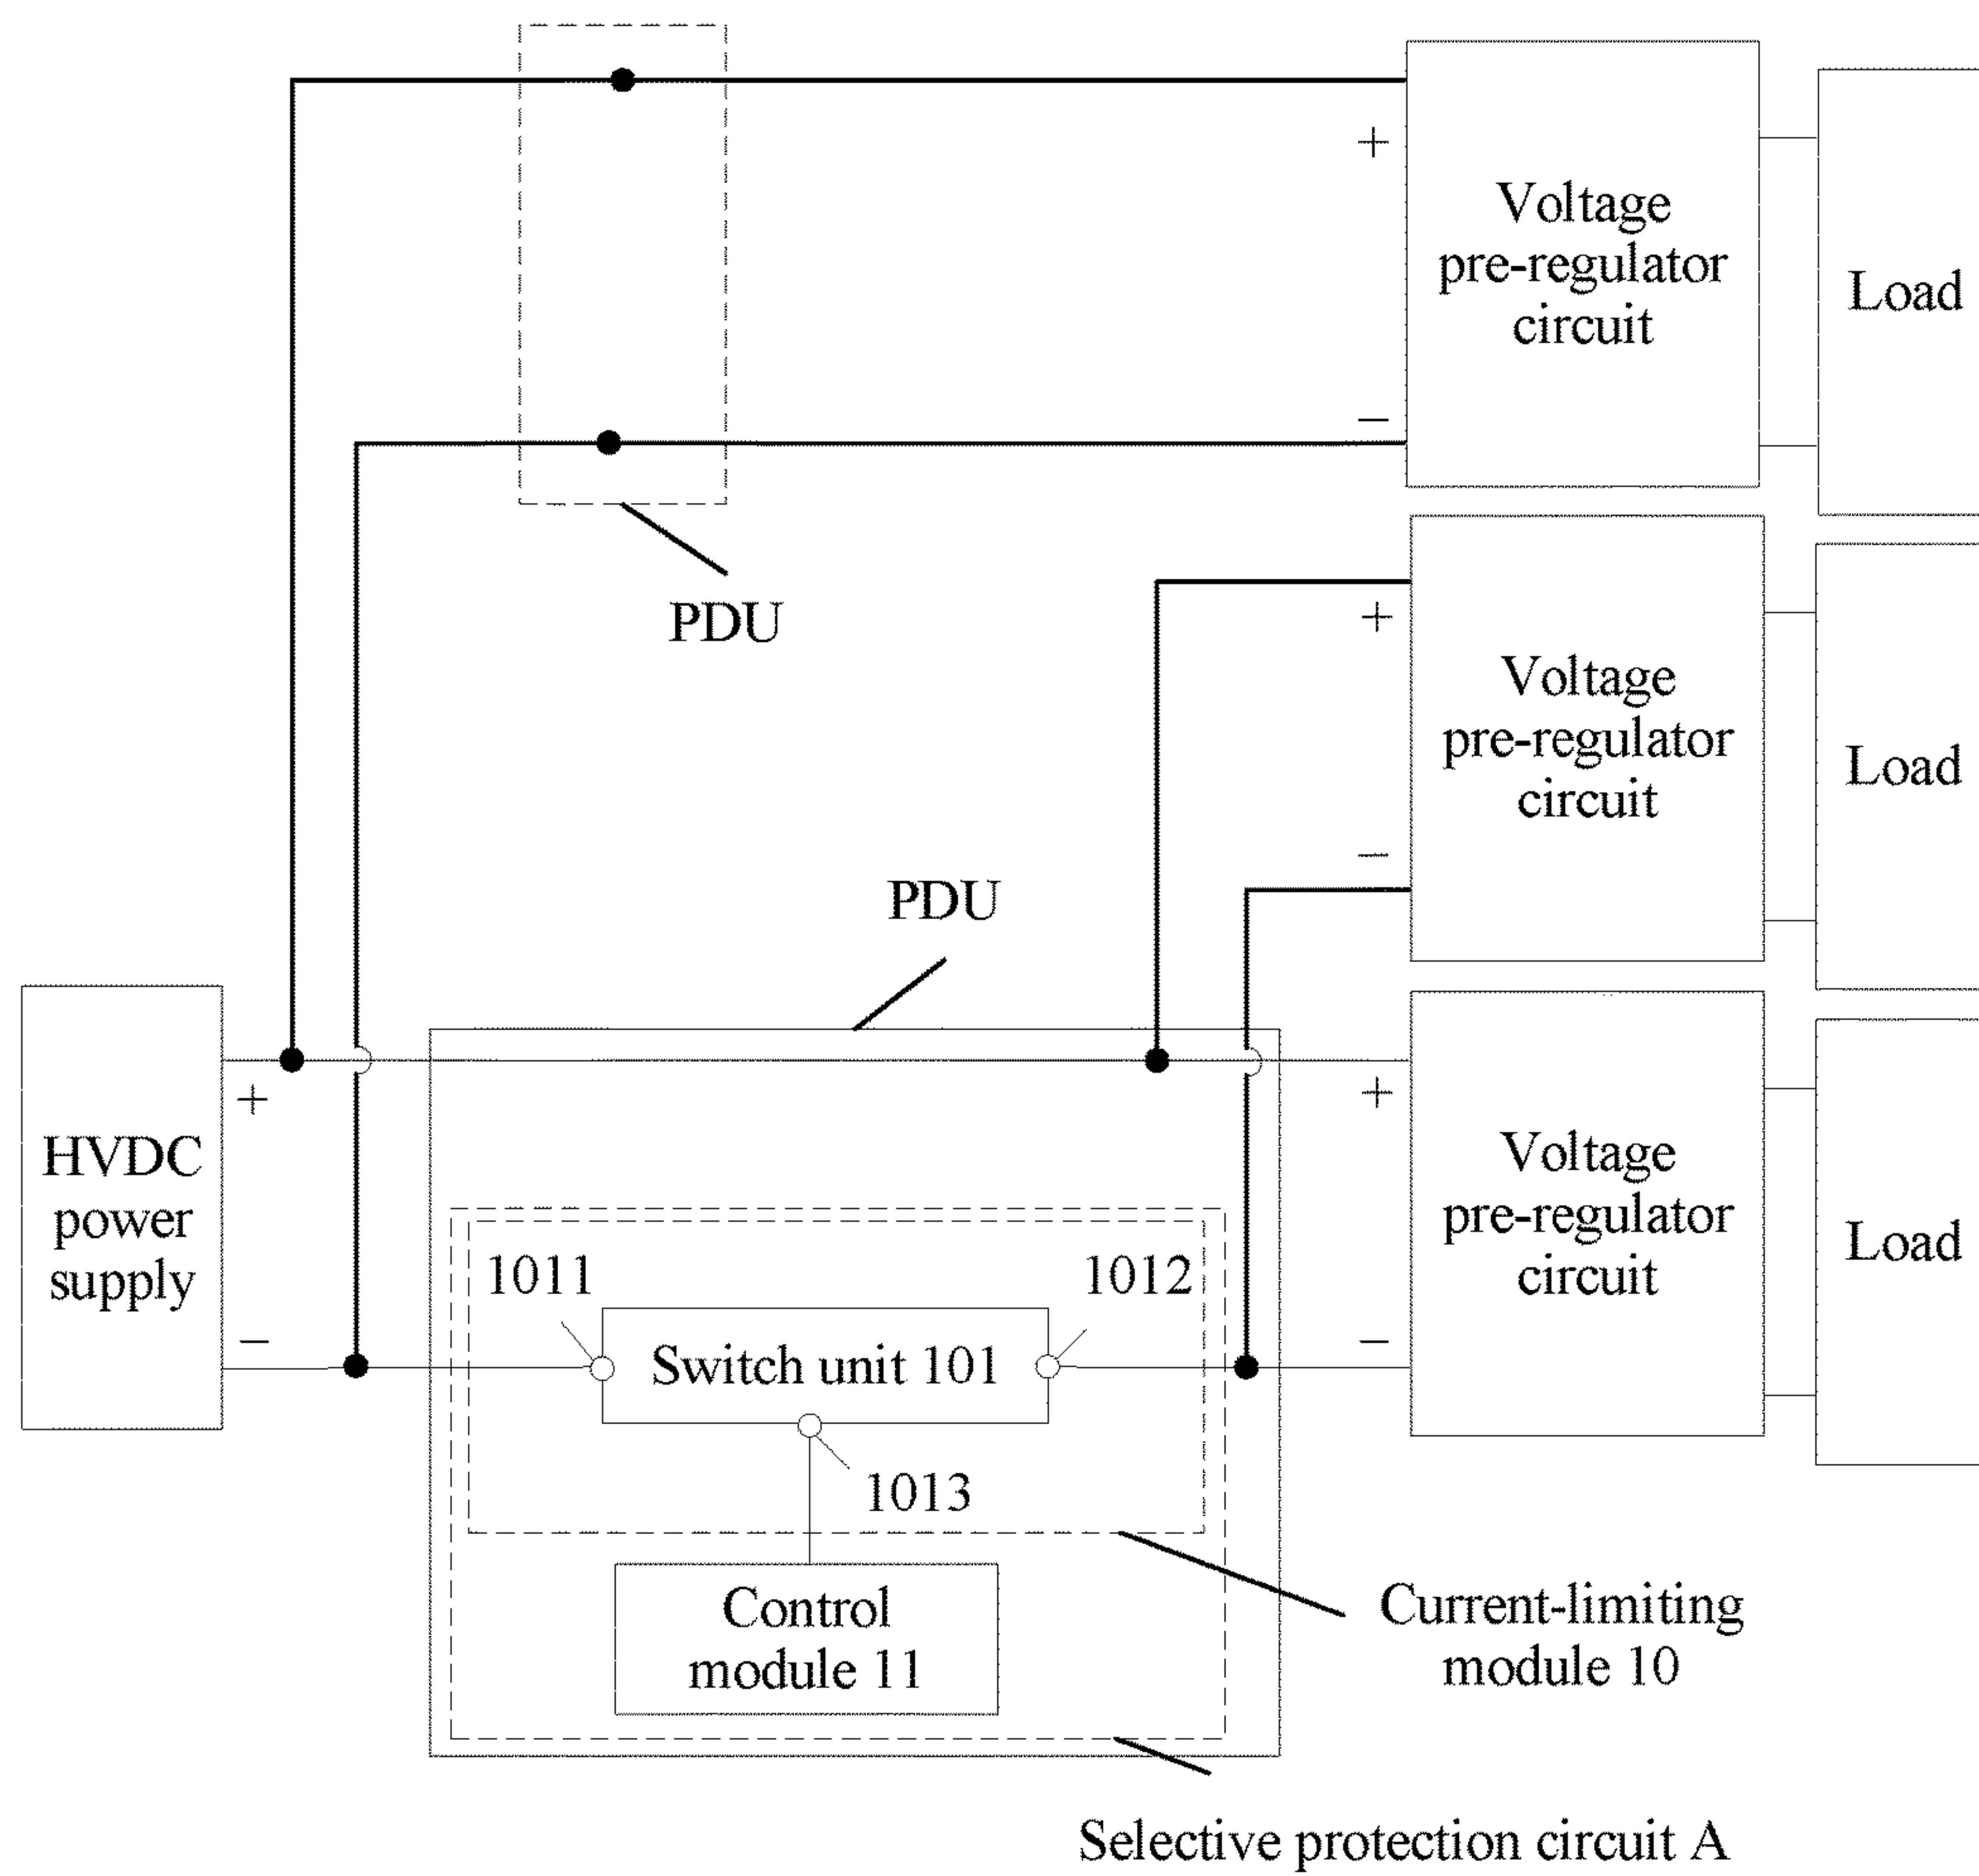 Voltage
pre-regulator
circuit
Load
+
−
PDU
Voltage
pre-regulator
circuit
Load
+
−
PDU
HVDC
power
supply
+
−
Voltage
pre-regulator
circuit
Load
+
−
1011
1012
Switch unit 101
1013
Control
module 11
Current-limiting
module 10
Selective protection circuit A